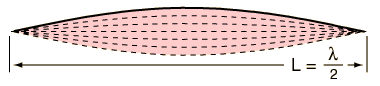 L = λ/2